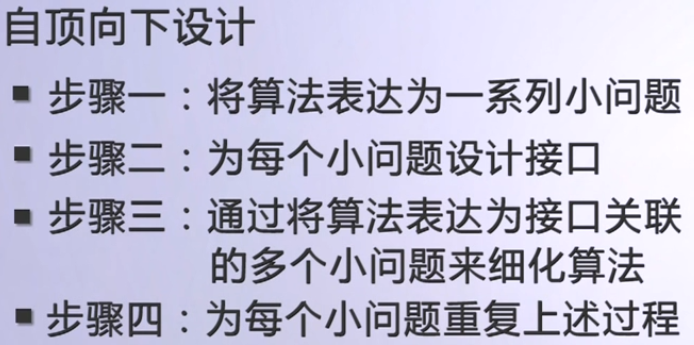 自顶向下设计
■ 步骤一：将算法表达为一系列小问题
■ 步骤二：为每个小问题设计接口
■ 步骤三：通过将算法表达为接口关联
的多个小问题来细化算法
■ 步骤四：为每个小问题重复上述过程